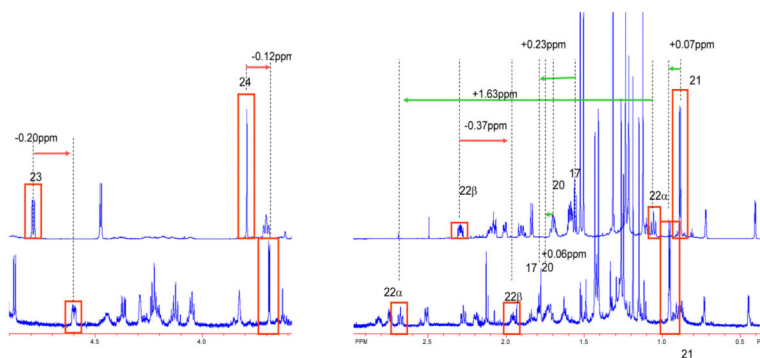 -0.12ppm
24
-0.20ppm
23
4.5
4.0
+0.23ppm
+0.07ppm
21
+1.63ppm
-0.37ppm
22β
20
17
22α
+0.06ppm
17
20
22α
22β
PPM
2.5
2.0
1.5
1.0
0.5
21